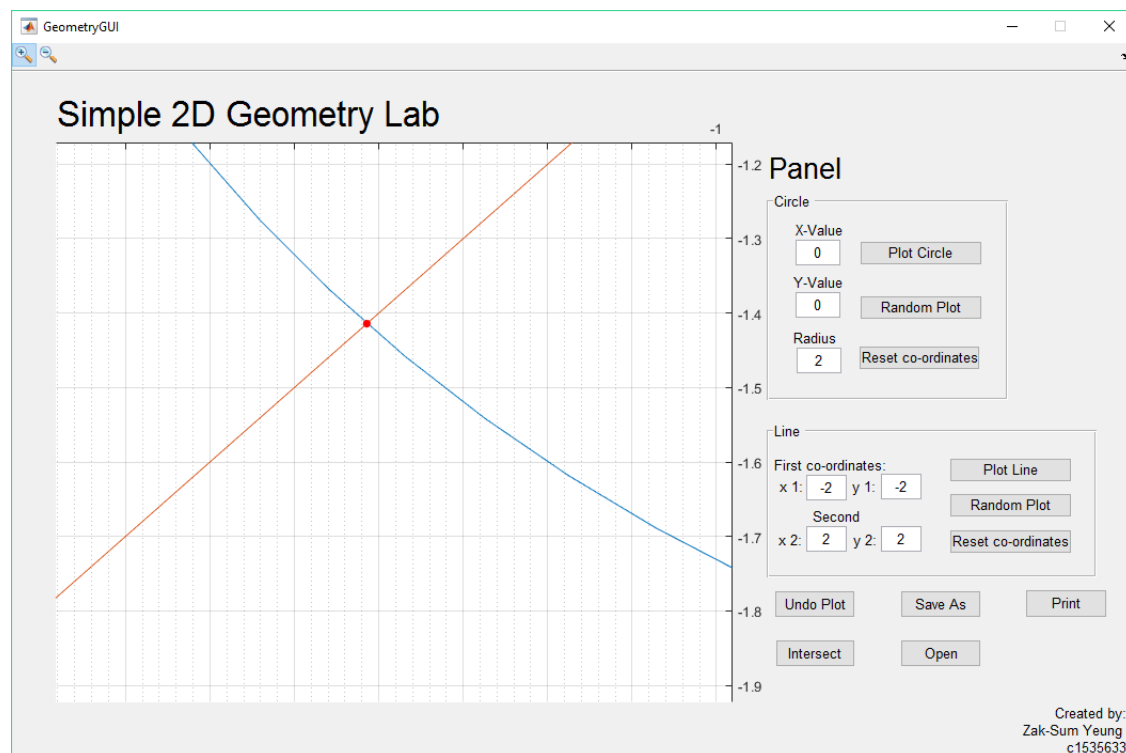 GeometryGUI
Simple 2D Geometry Lab
-1
-1.2
-1.3
-1.4
-1.5
-1.6
-1.7
-1.8
-1.9
Panel
Circle
X-Value
0
Plot Circle
Y-Value
0
Random Plot
Radius
2
Reset co-ordinates
Line
First co-ordinates:
x 1: -2 y 1: -2
Plot Line
Random Plot
Second
x 2: 2 y 2: 2
Reset co-ordinates
Undo Plot Save As Print
Intersect Open
Created by:
Zak-Sum Yeung
c1535633